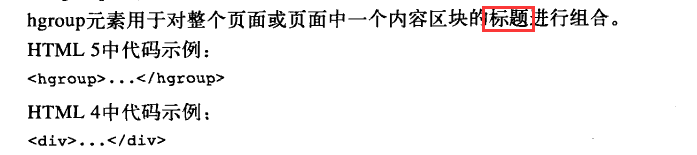 hgroup元素用于对整个页面或页面中一个内容区块的标题进行组合。
HTML 5中代码示例：
<hgroup>...</hgroup>
HTML 4中代码示例：
<div>...</div>